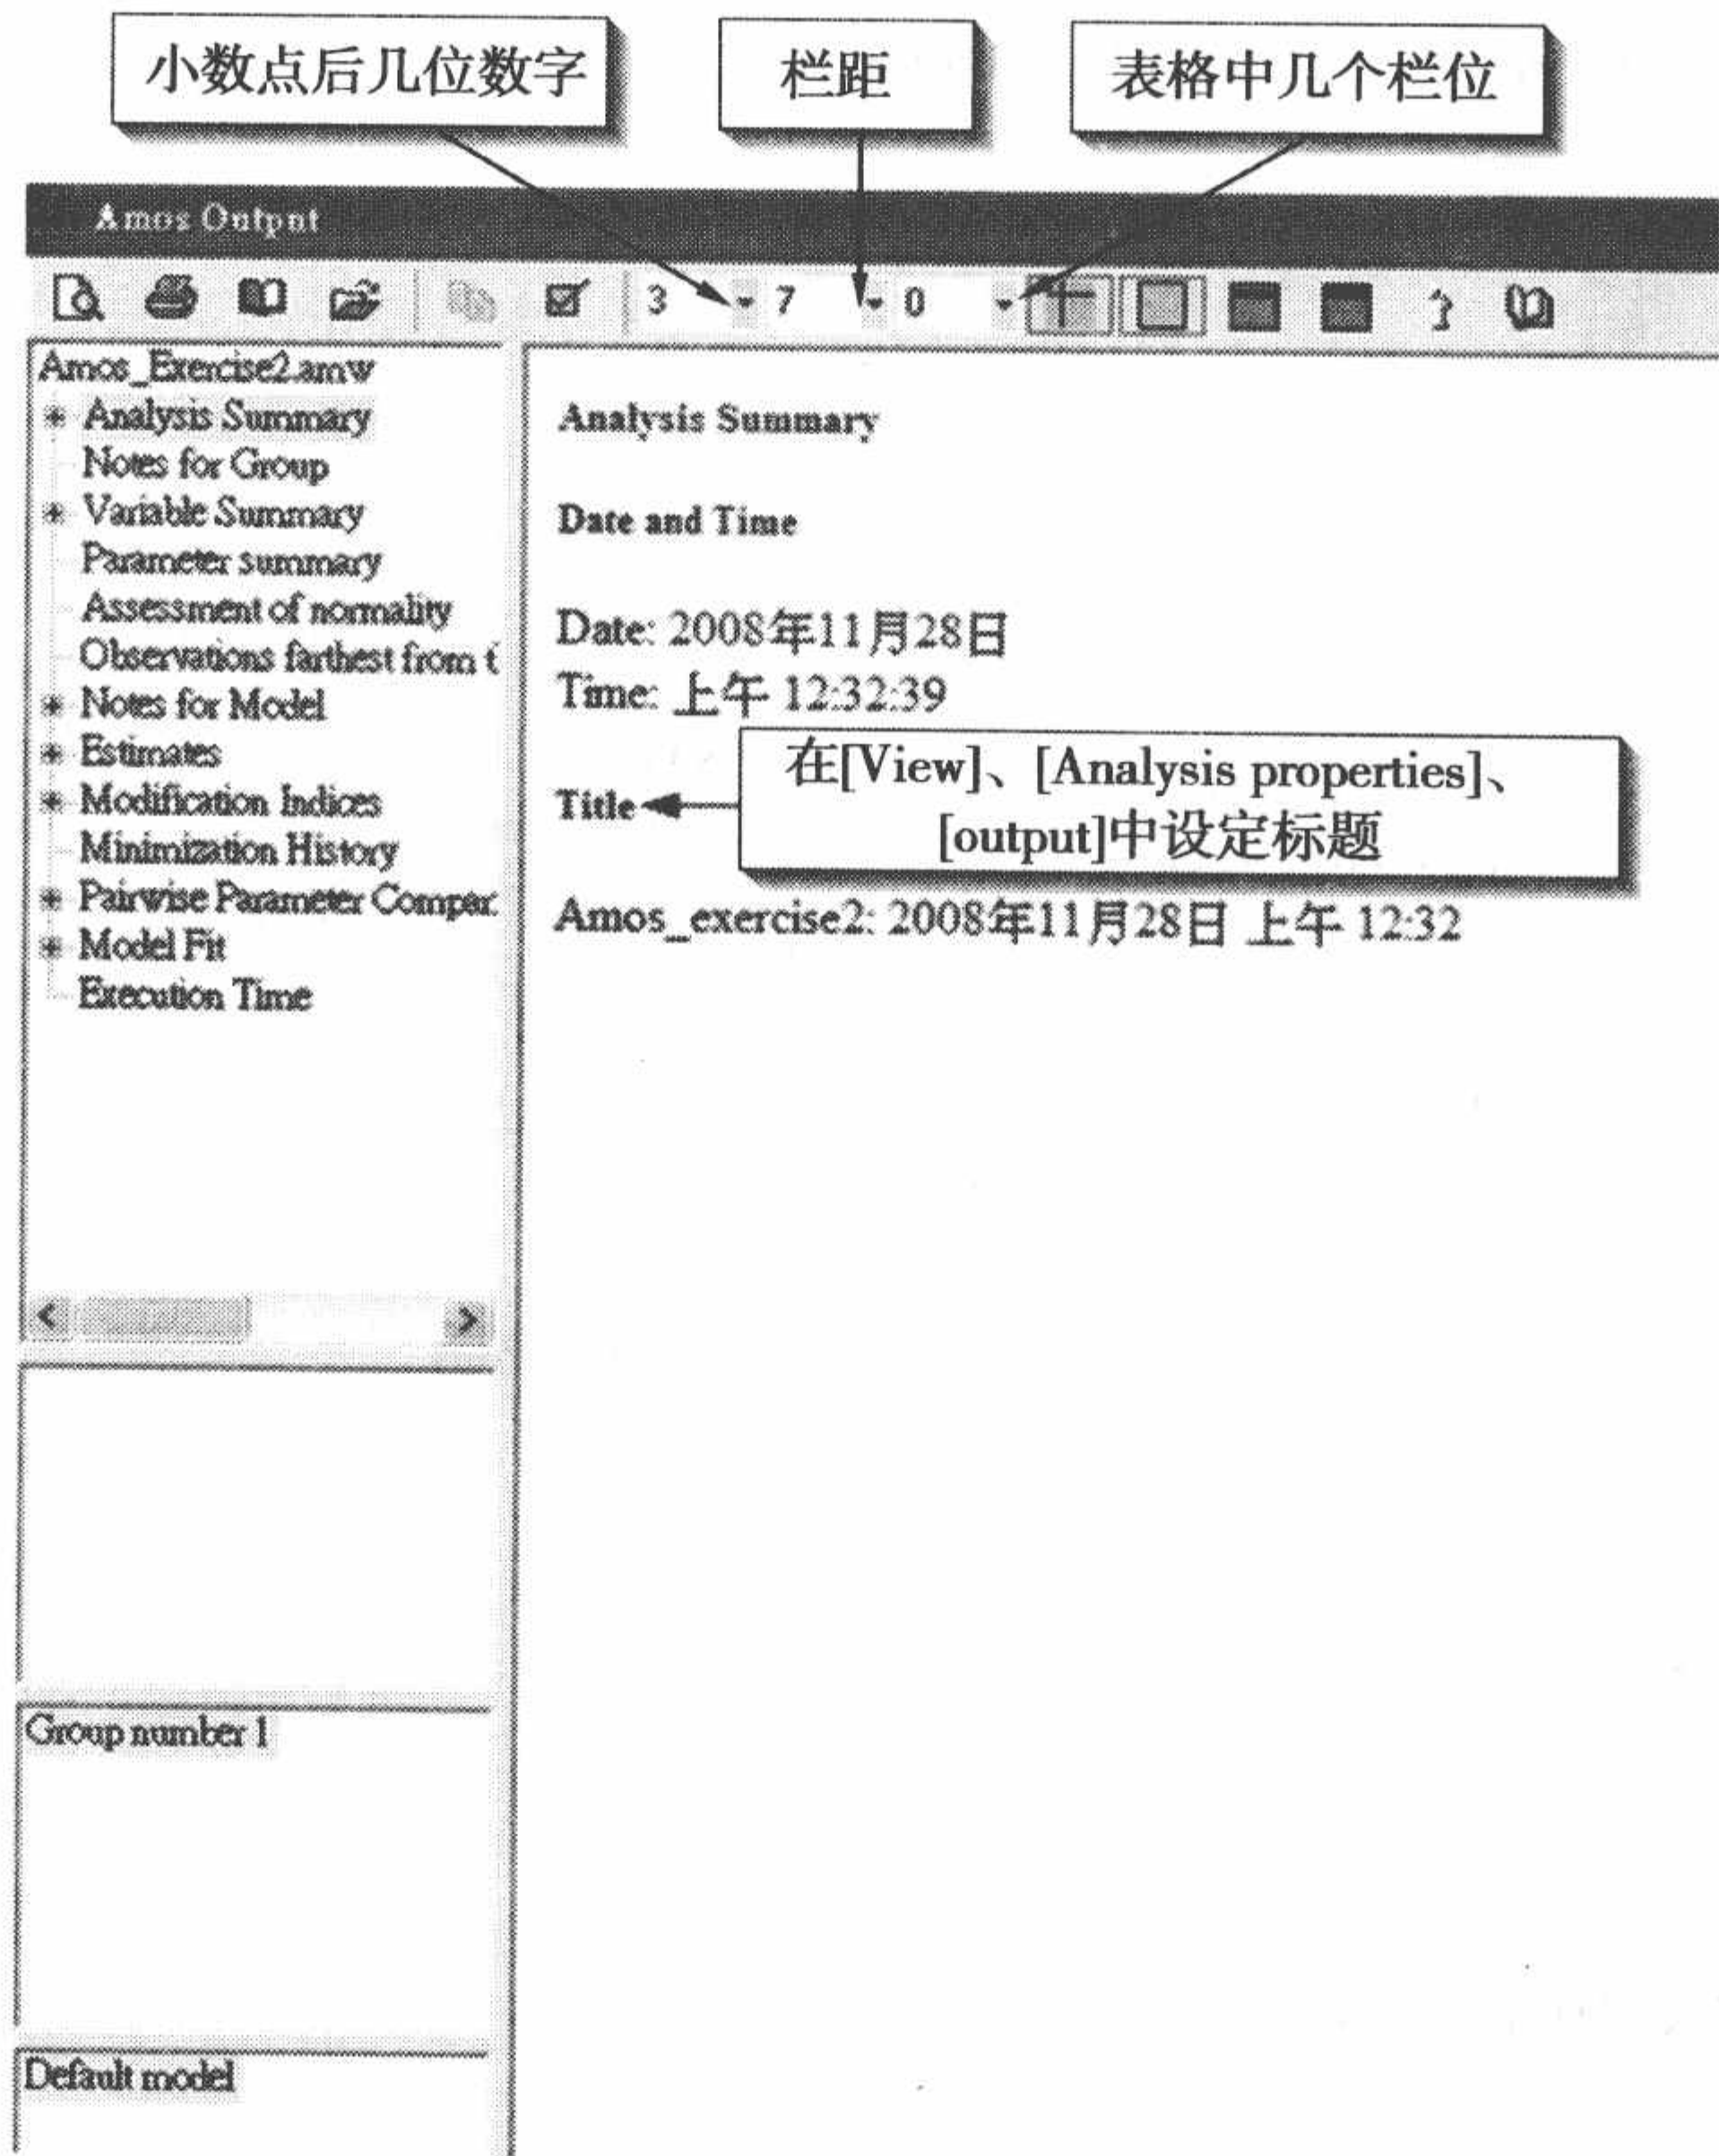 小数点后几位数字
栏距
表格中几个栏位
Amos Output
3 7 0
Amos_Exercise2.amw
Analysis Summary
Notes for Group
Variable Summary
Parameter summary
Assessment of normality
Observations farthest from t
Notes for Model
Estimates
Modification Indices
Minimization History
Pairwise Parameter Compar
Model Fit
Execution Time
Analysis Summary
Date and Time
Date: 2008年11月28日
Time: 上午 12:32:39
Title
在[View]、[Analysis properties]、
[output]中设定标题
Amos_exercise2: 2008年11月28日 上午 12:32
Group number 1
Default model